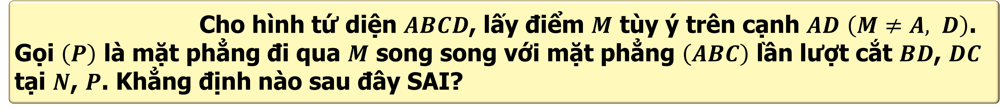 Cho hình tứ diện ABCD, lấy điểm M tùy ý trên cạnh AD (M ≠ A, D).
Gọi (P) là mặt phẳng đi qua M song song với mặt phẳng (ABC) lần lượt cắt BD, DC
tại N, P. Khẳng định nào sau đây SAI?